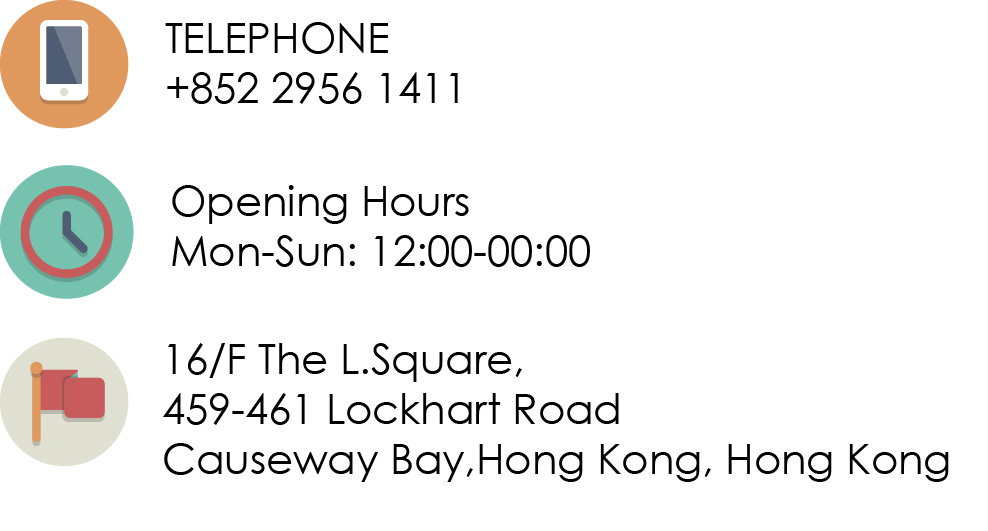 TELEPHONE
+852 2956 1411
Opening Hours
Mon-Sun: 12:00-00:00
16/F The L.Square,
459-461 Lockhart Road
Causeway Bay,Hong Kong, Hong Kong